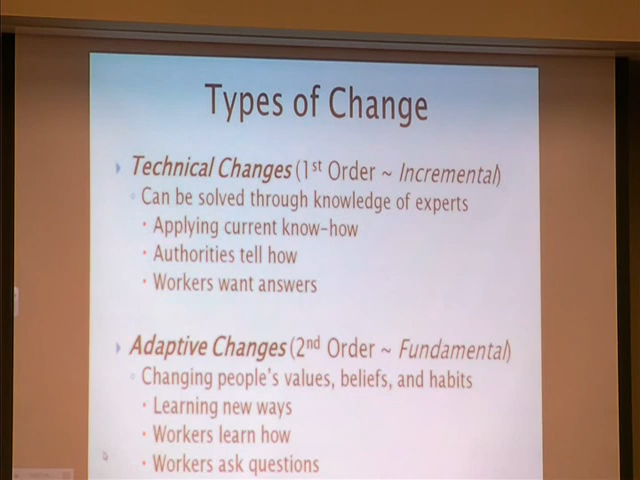 Types of Change
Technical Changes (1st Order ~ Incremental)
Can be solved through knowledge of experts
Applying current know-how
Authorities tell how
Workers want answers
Adaptive Changes (2nd Order ~ Fundamental)
Changing people's values, beliefs, and habits
Learning new ways
Workers learn how
Workers ask questions